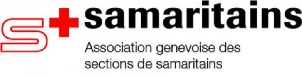 s+ samaritains
Association genevoise des
sections de samaritains